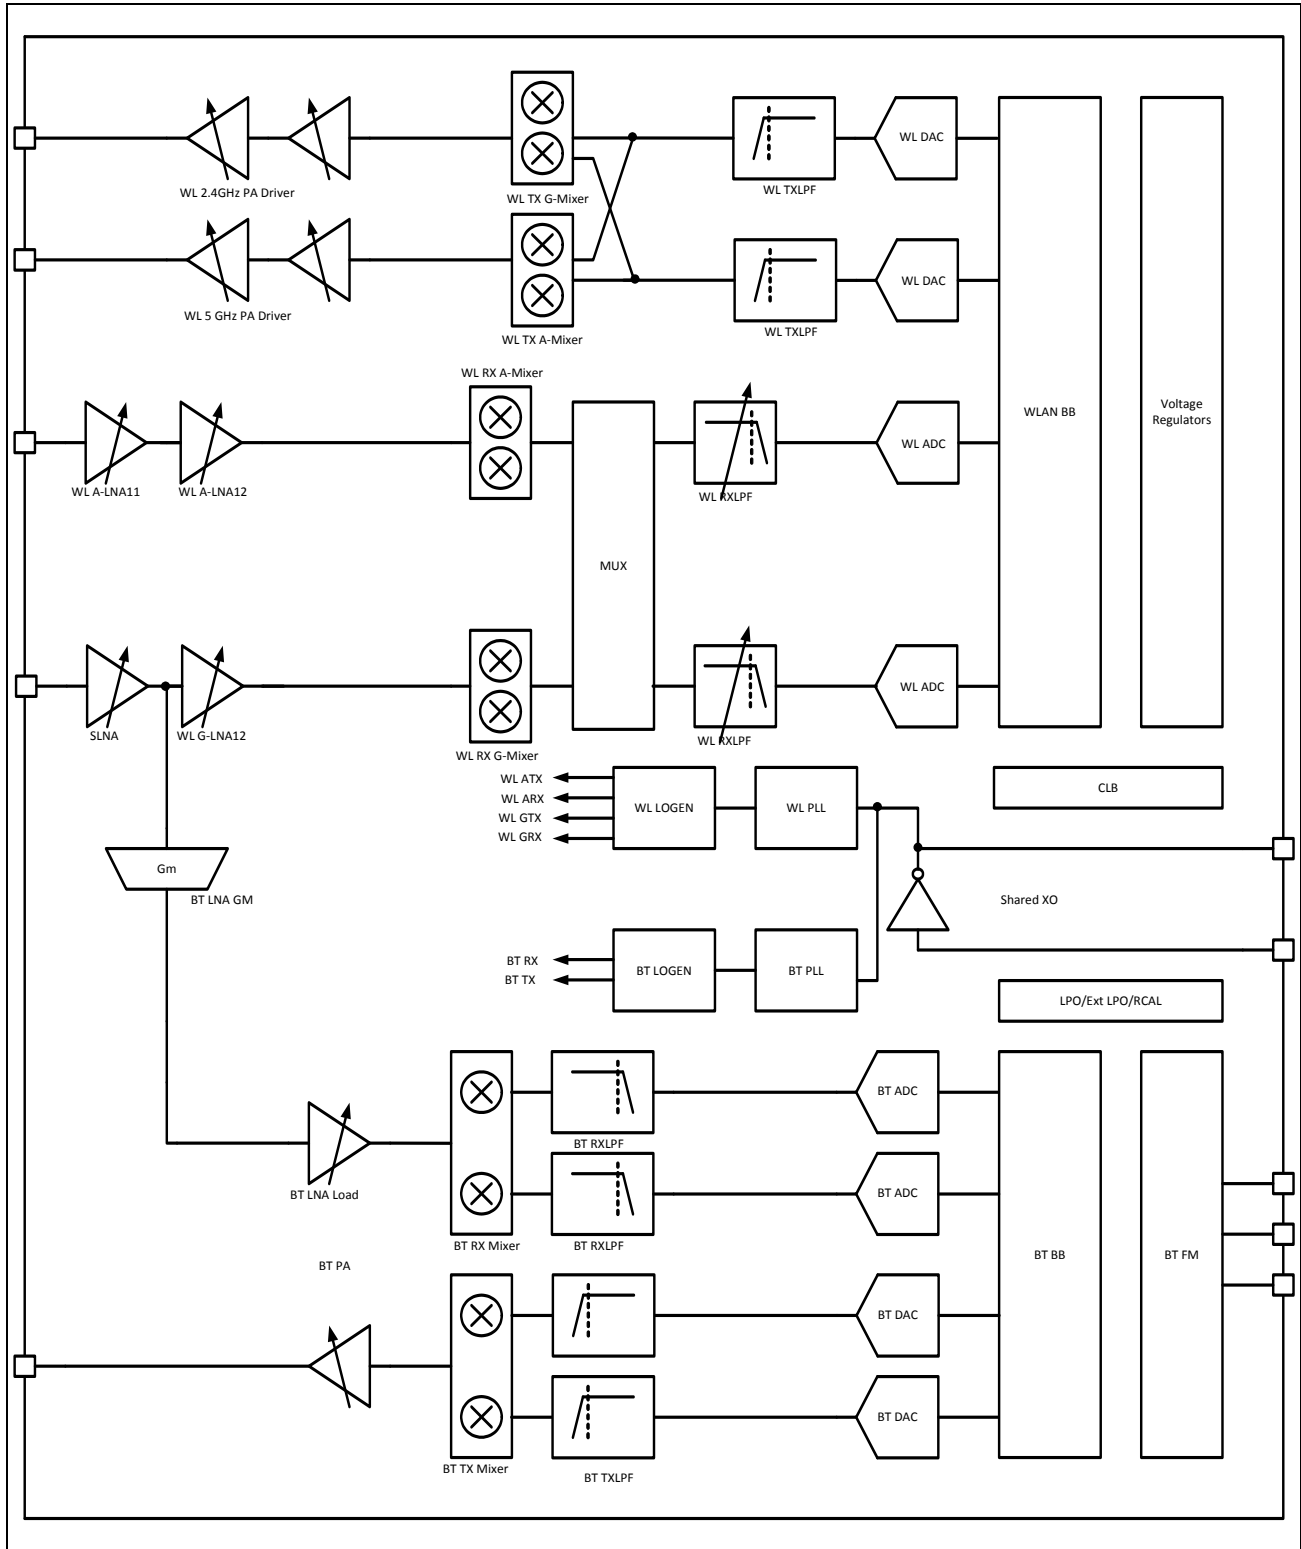 WL 2.4GHz PA Driver
WL TX G-Mixer
WL TXLPF
WL DAC
WL 5 GHz PA Driver
WL TX A-Mixer
WL TXLPF
WL DAC
WLAN BB
Voltage
Regulators
WL RX A-Mixer
WL A-LNA11
WL A-LNA12
MUX
WL RXLPF
WL ADC
SLNA
WL G-LNA12
WL RX G-Mixer
WL RXLPF
WL ADC
WL ATX
WL ARX
WL GTX
WL GRX
WL LOGEN
WL PLL
CLB
Gm
BT LNA GM
Shared XO
BT RX
BT TX
BT LOGEN
BT PLL
LPO/Ext LPO/RCAL
BT LNA Load
BT RX Mixer
BT RXLPF
BT ADC
BT RXLPF
BT ADC
BT BB
BT FM
BT PA
BT TX Mixer
BT DAC
BT TXLPF
BT DAC